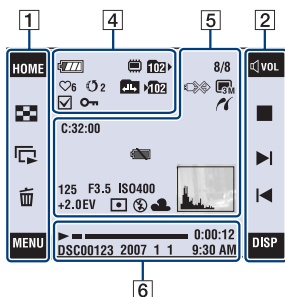 1 4 5 2
HOME
102 8/8 VOL
6 2 102 3M
C:32:00
125 F3.5 ISO400
+2.0EV
MENU 0:00:12 DISP
DSC00123 2007 1 1 9:30 AM
6